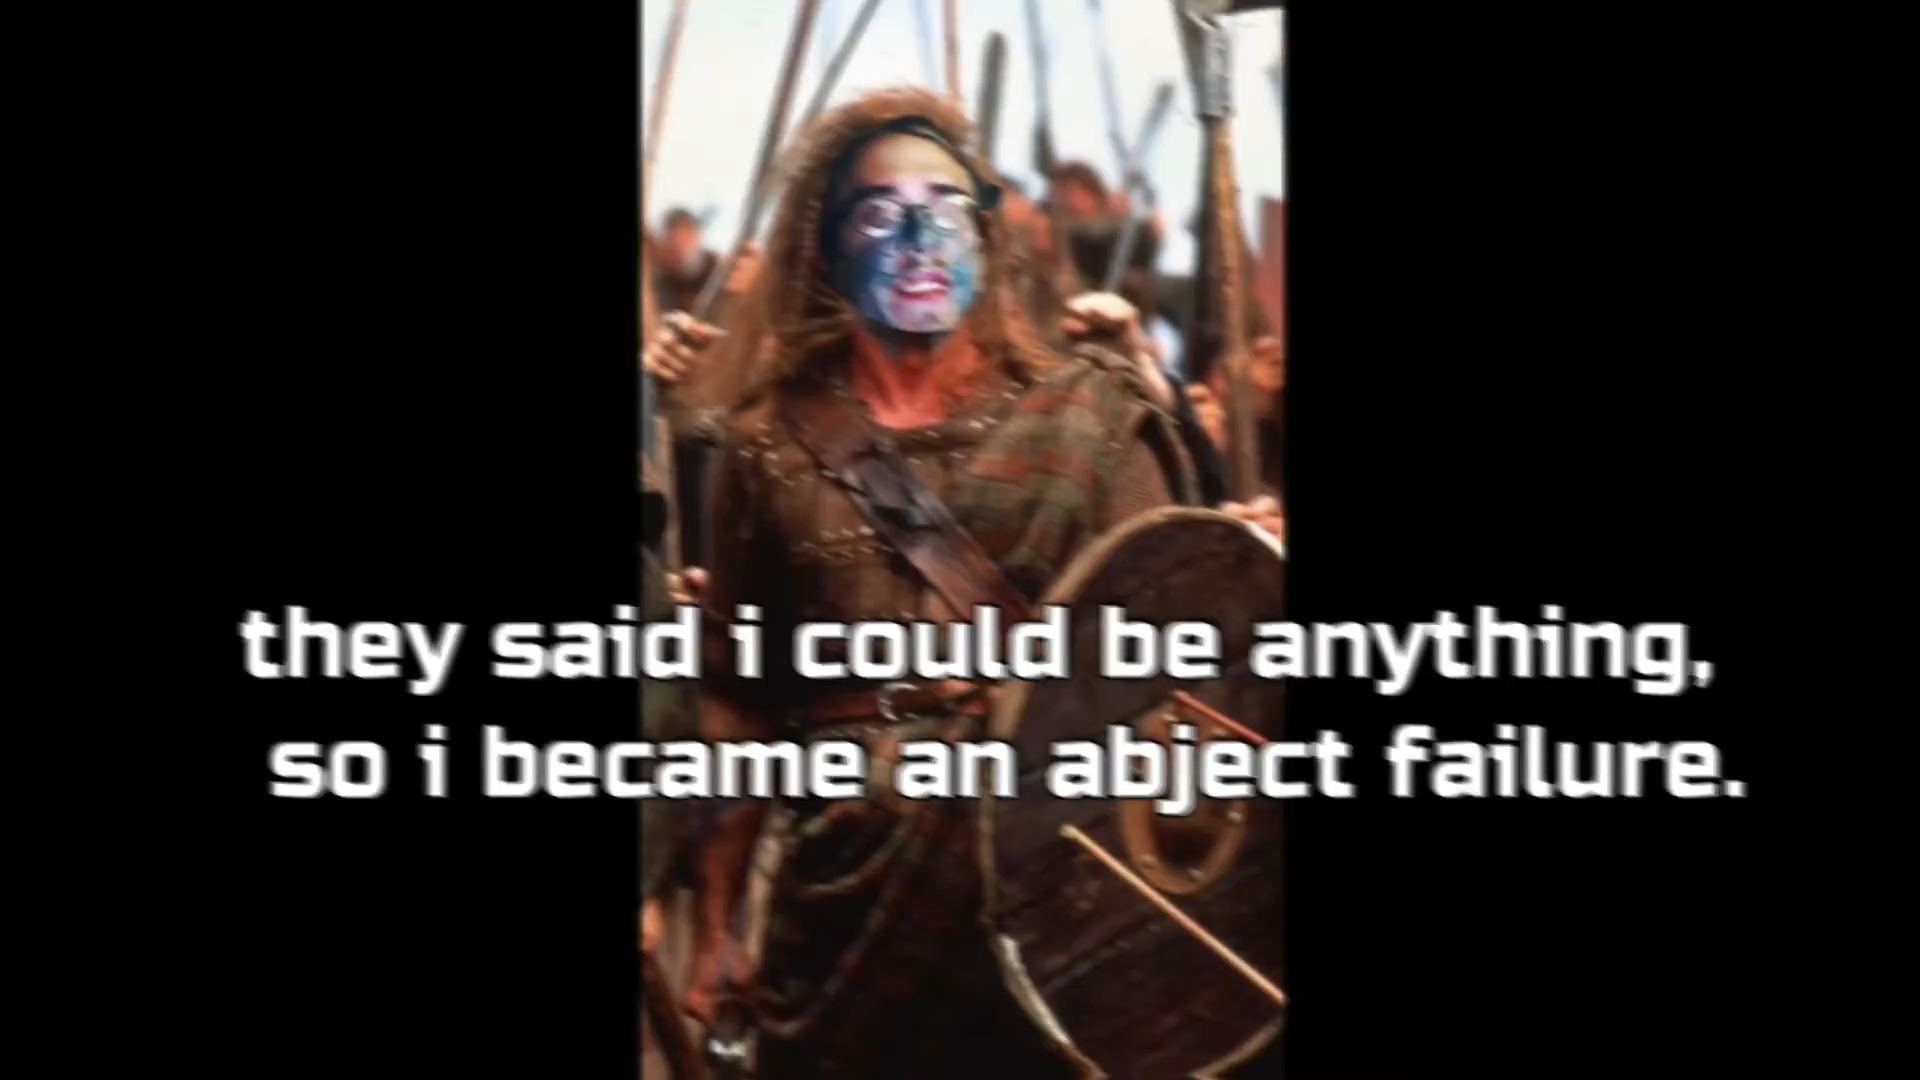 they said i could be anything,
so i became an abject failure.